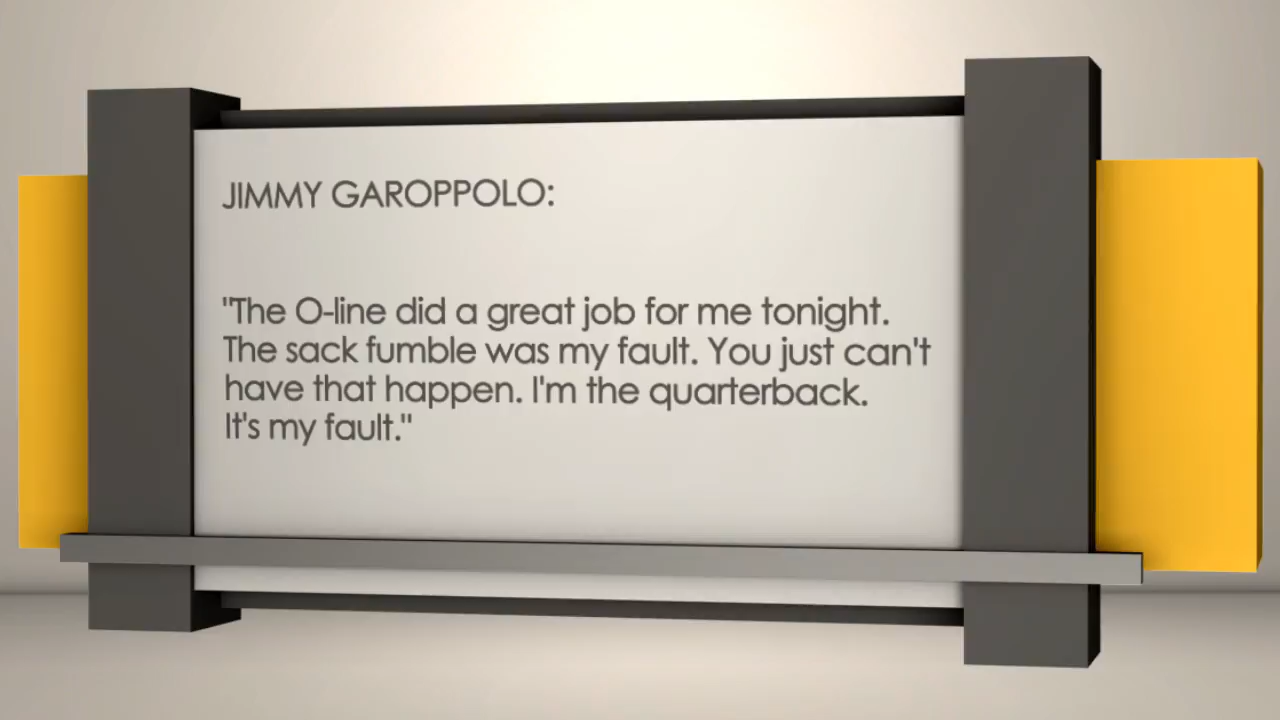 JIMMY GAROPPOLO:
"The O-line did a great job for me tonight.
The sack fumble was my fault. You just can't
have that happen. I'm the quarterback.
It's my fault."